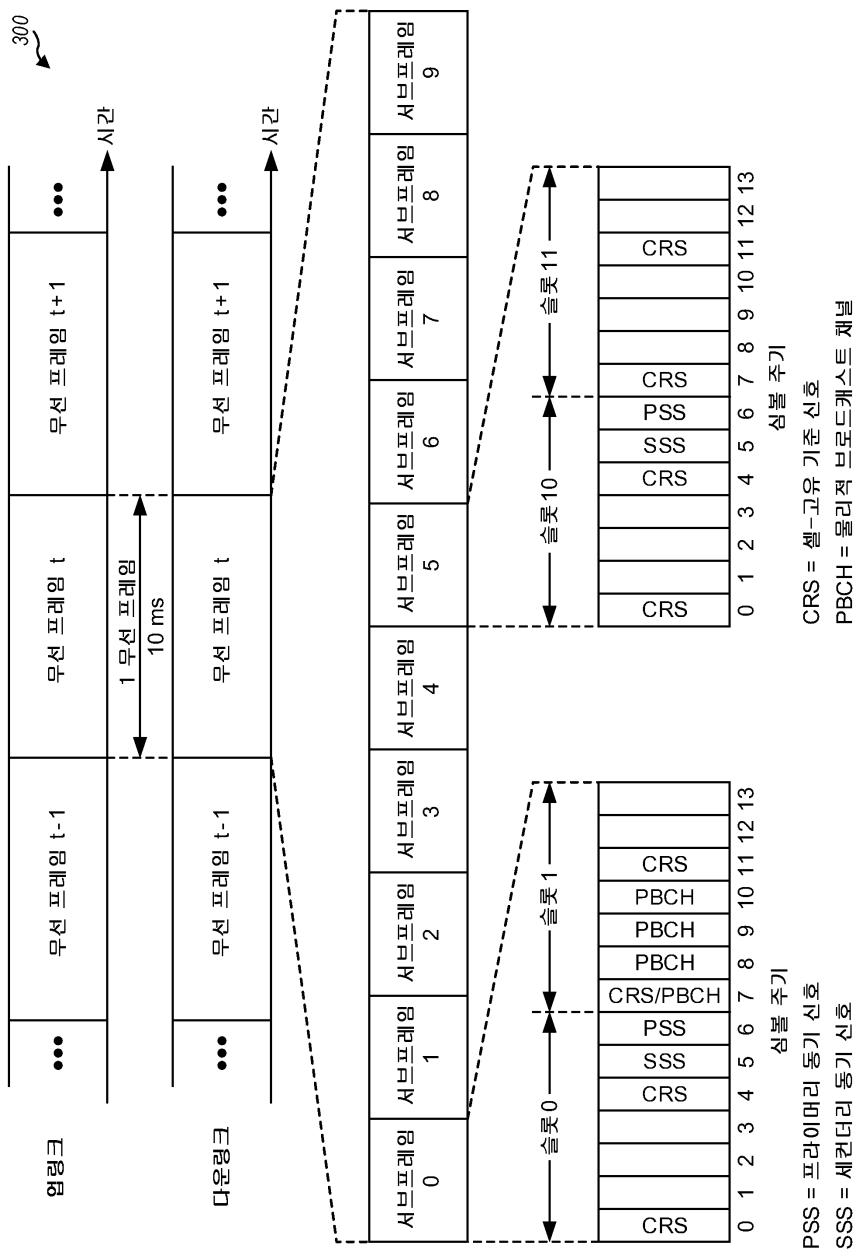 300
업링크
••• 무선 프레임 t-1 무선 프레임 t 무선 프레임 t+1 •••
시간
1 무선 프레임
10 ms
다운링크
••• 무선 프레임 t-1 무선 프레임 t 무선 프레임 t+1 •••
시간
서브프레임 0
서브프레임 1
서브프레임 2
서브프레임 3
서브프레임 4
서브프레임 5
서브프레임 6
서브프레임 7
서브프레임 8
서브프레임 9
슬롯0 슬롯1
CRS CRS SSS PSS CRS/PBCH PBCH PBCH PBCH CRS
0 1 2 3 4 5 6 7 8 9 10 11 12 13
심볼 주기
슬롯10 슬롯11
CRS CRS SSS PSS CRS CRS
0 1 2 3 4 5 6 7 8 9 10 11 12 13
심볼 주기
PSS = 프라이머리 동기 신호
SSS = 세컨더리 동기 신호
CRS = 셀-고유 기준 신호
PBCH = 물리적 브로드캐스트 채널